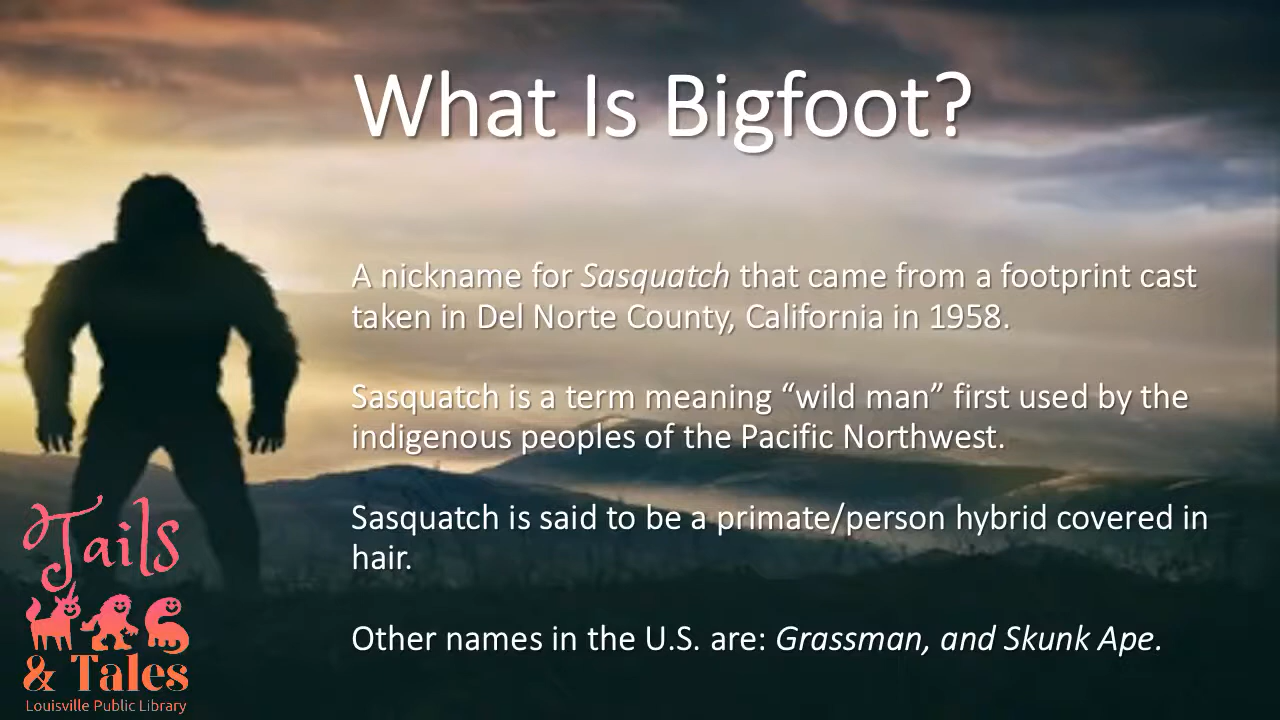 What Is Bigfoot?
A nickname for Sasquatch that came from a footprint cast
taken in Del Norte County, California in 1958.
Sasquatch is a term meaning “wild man” first used by the
indigenous peoples of the Pacific Northwest.
Sasquatch is said to be a primate/person hybrid covered in
hair.
Other names in the U.S. are: Grassman, and Skunk Ape.
Tails
& Tales
Louisville Public Library